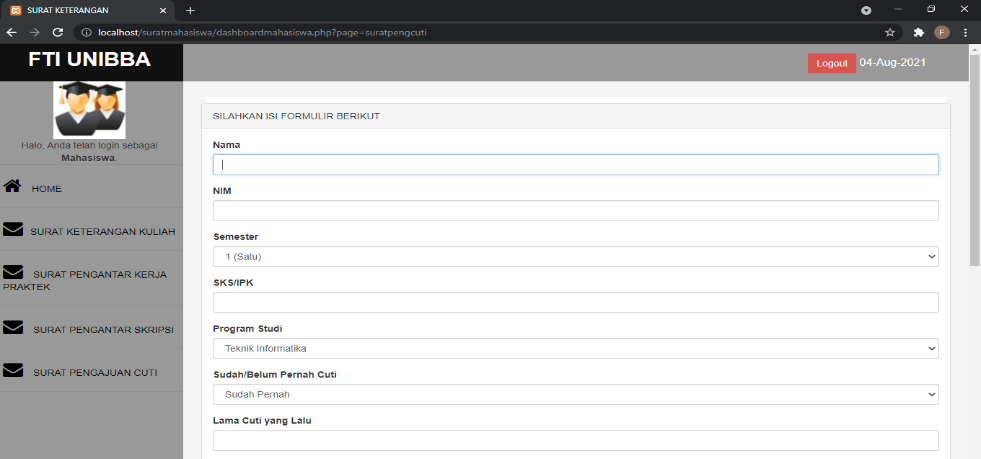 SURAT KETERANGAN
localhost/suratmahasiswa/dashboardmahasiswa.php?page=suratpengcuti
F
FTI UNIBBA
Logout 04-Aug-2021
Halo, Anda telah login sebagai
Mahasiswa.
HOME
SURAT KETERANGAN KULIAH
SURAT PENGANTAR KERJA
PRAKTEK
SURAT PENGANTAR SKRIPSI
SURAT PENGAJUAN CUTI
SILAHKAN ISI FORMULIR BERIKUT
Nama
NIM
Semester
1 (Satu)
SKS/IPK
Program Studi
Teknik Informatika
Sudah/Belum Pernah Cuti
Sudah Pernah
Lama Cuti yang Lalu